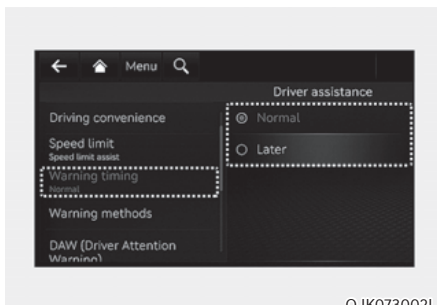 Menu
Driver assistance
Driving convenience
Normal
Speed limit
Speed limit assist
Later
Warning timing
Normal
Warning methods
DAW (Driver Attention
Warning)